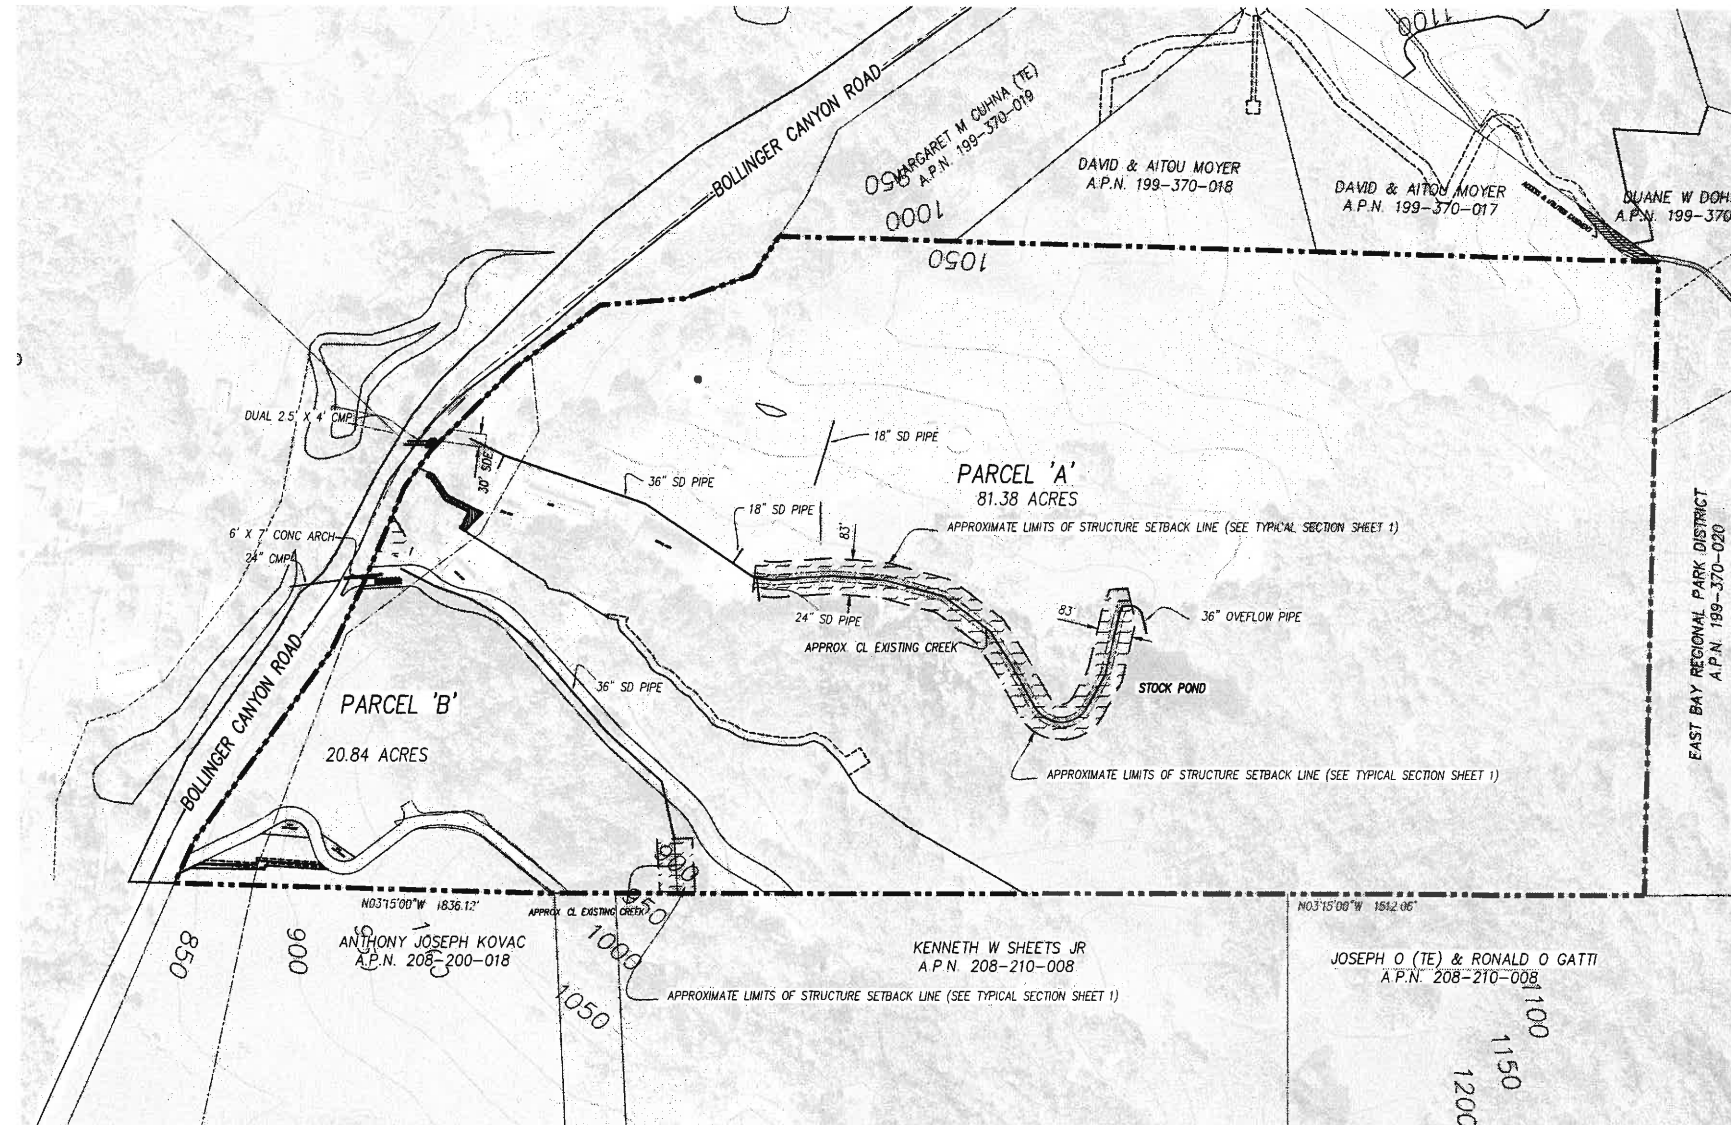 1100
BOLLINGER CANYON ROAD
MARGARET M CUHNA (TE)
A.P.N. 199-370-019
950
1000
1050
DAVID & AITOU MOYER
A.P.N. 199-370-018
DAVID & AITOU MOYER
A.P.N. 199-370-017
ACCESS & UTILITIES EASEMENT
DUANE W DOH
A.P.N. 199-370
DUAL 2.5' X 4' CMP
30' SDE
36" SD PIPE
18" SD PIPE
18" SD PIPE
PARCEL 'A'
81.38 ACRES
APPROXIMATE LIMITS OF STRUCTURE SETBACK LINE (SEE TYPICAL SECTION SHEET 1)
83'
6' X 7' CONC ARCH
24" CMP
24" SD PIPE
APPROX CL EXISTING CREEK
83'
36" OVEFLOW PIPE
STOCK POND
36" SD PIPE
PARCEL 'B'
20.84 ACRES
BOLLINGER CANYON ROAD
APPROXIMATE LIMITS OF STRUCTURE SETBACK LINE (SEE TYPICAL SECTION SHEET 1)
EAST BAY REGIONAL PARK DISTRICT
A.P.N. 199-370-020
900
950
1000
1050
N03°15'00"W 1836.12'
APPROX CL EXISTING CREEK
N03°15'00"W 1512.06'
850
900
ANTHONY JOSEPH KOVAC
A.P.N. 208-200-018
KENNETH W SHEETS JR
A.P.N. 208-210-008
JOSEPH O (TE) & RONALD O GATTI
A.P.N. 208-210-008
APPROXIMATE LIMITS OF STRUCTURE SETBACK LINE (SEE TYPICAL SECTION SHEET 1)
1100
1150
1200